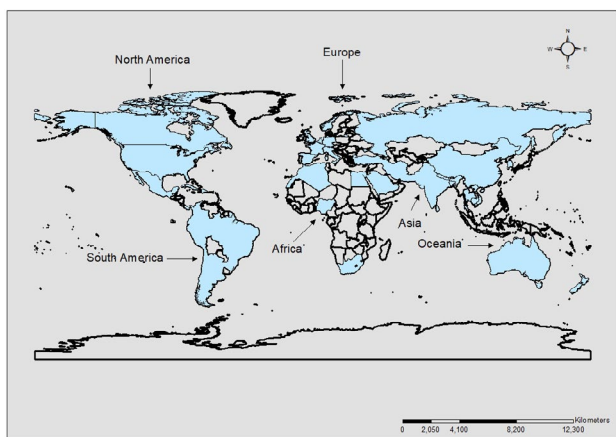 North America
Europe
N
W E
S
South America
Africa
Asia
Oceania
Kilometers
0 2,050 4,100 8,200 12,300